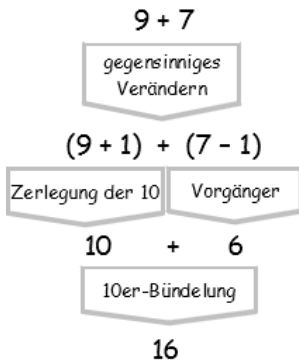 9 + 7
gegensinniges
Verändern
(9 + 1) + (7 – 1)
Zerlegung der 10 Vorgänger
10 + 6
10er-Bündelung
16